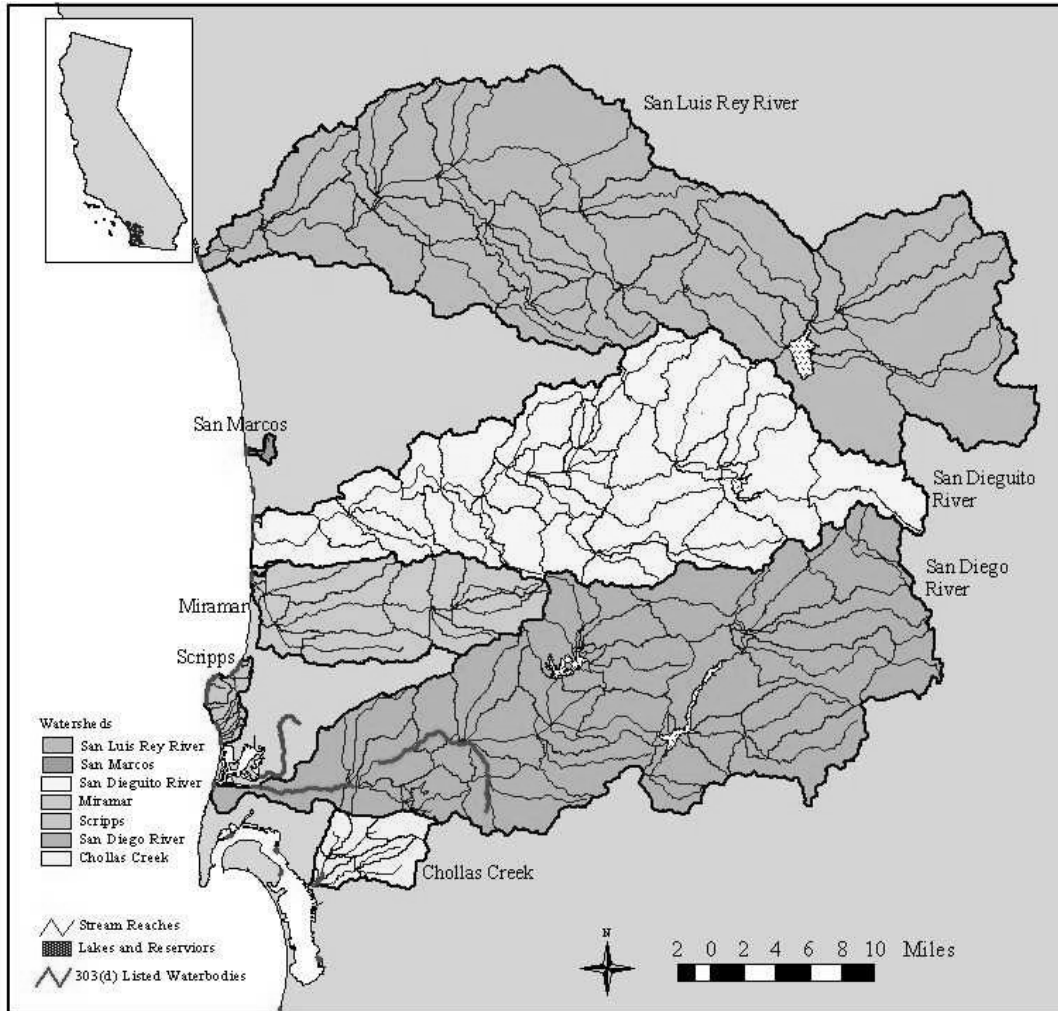 San Luis Rey River
San Marcos
San Dieguito
River
San Diego
River
Miramar
Scripps
Watersheds
San Luis Rey River
San Marcos
San Dieguito River
Miramar
Scripps
San Diego River
Chollas Creek
Chollas Creek
Stream Reaches
Lakes and Reserviors
303(d) Listed Waterbodies
N
2 0 2 4 6 8 10 Miles